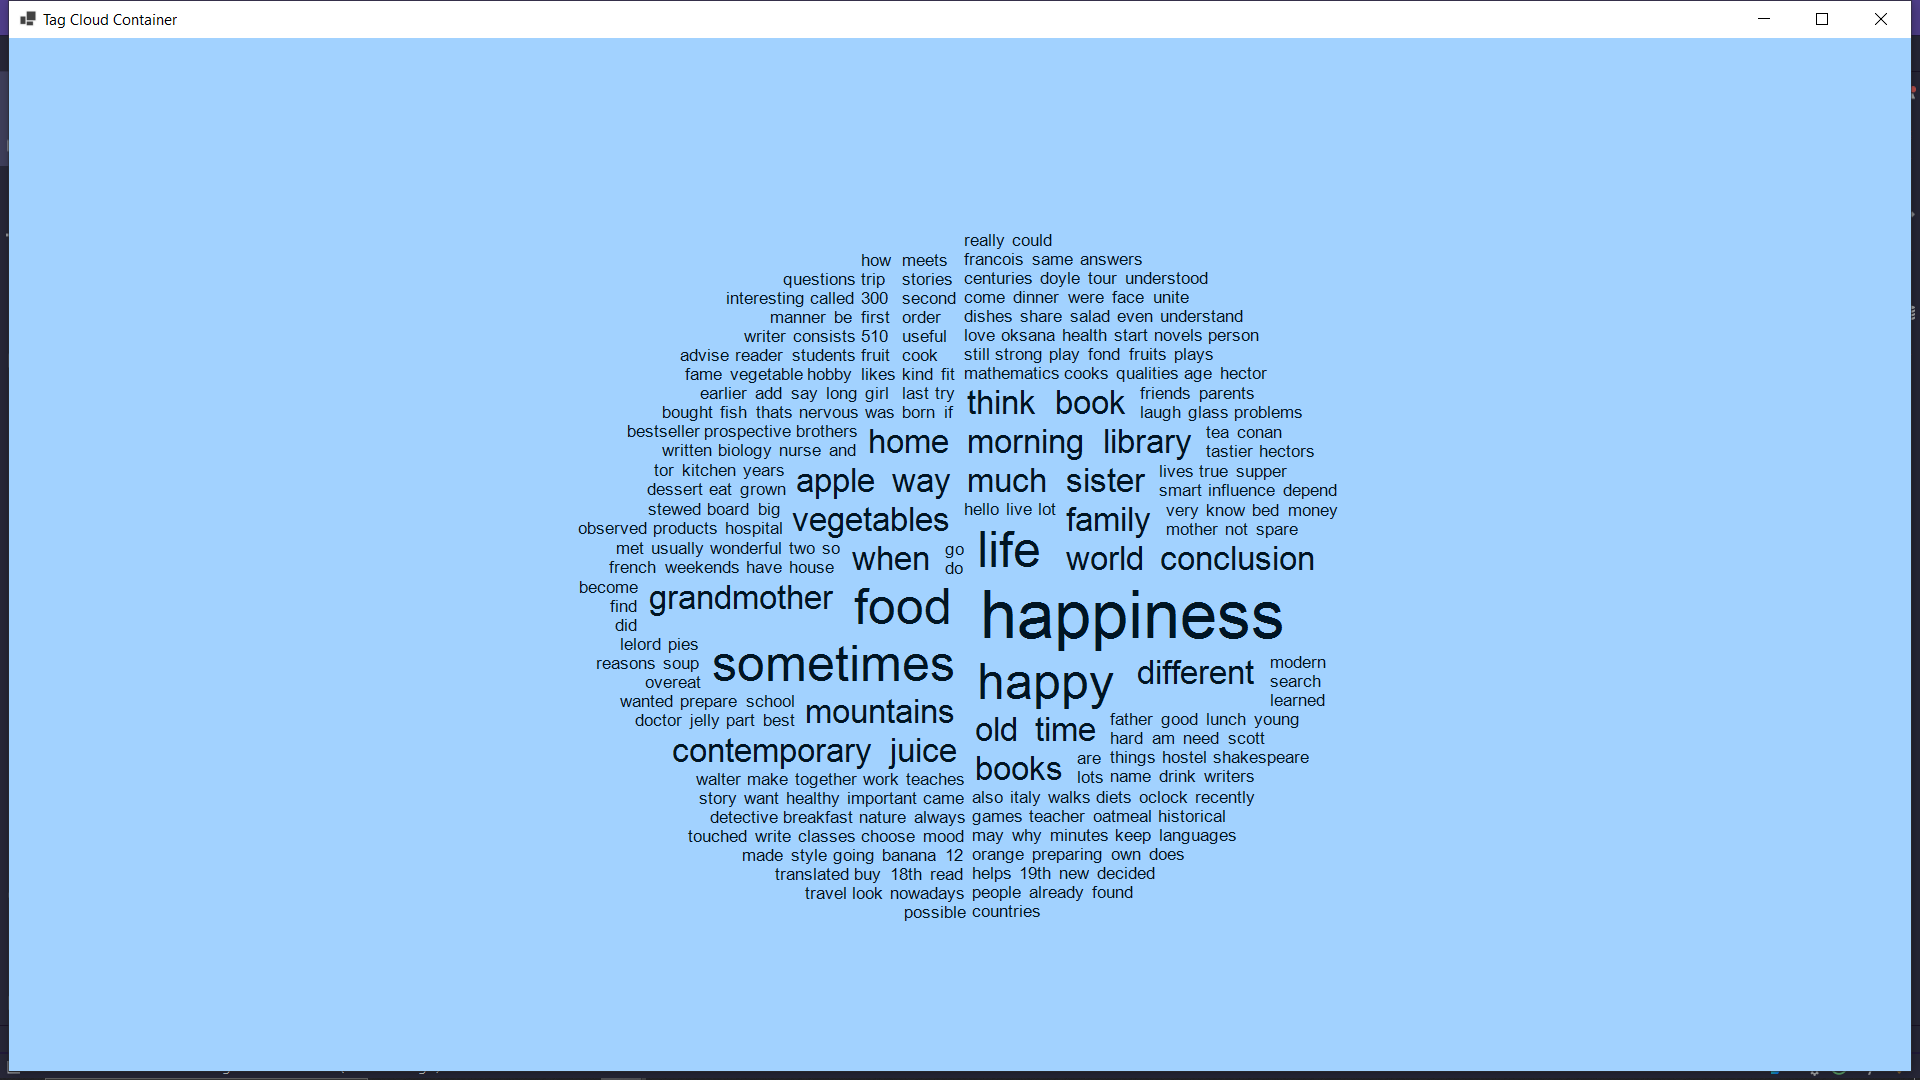 Tag Cloud Container
really could
how meets francois same answers
questions trip stories centuries doyle tour understood
interesting called 300 second come dinner were face unite
manner be first order dishes share salad even understand
writer consists 510 useful love oksana health start novels person
advise reader students fruit cook still strong play fond fruits plays
fame vegetable hobby likes kind fit mathematics cooks qualities age hector
earlier add say long girl last try think book friends parents
bought fish thats nervous was born if laugh glass problems
bestseller prospective brothers home morning library tea conan
written biology nurse and tastier hectors
tor kitchen years apple way much sister lives true supper
dessert eat grown smart influence depend
stewed board big vegetables hello live lot family very know bed money
observed products hospital mother not spare
met usually wonderful two so when go life world conclusion
french weekends have house do
become grandmother food happiness
find
did
lelord pies
reasons soup sometimes happy different modern
overeat search
wanted prepare school mountains learned
doctor jelly part best old time father good lunch young
hard am need scott
contemporary juice books are things hostel shakespeare
walter make together work teaches lots name drink writers
story want healthy important came also italy walks diets oclock recently
detective breakfast nature always games teacher oatmeal historical
touched write classes choose mood may why minutes keep languages
made style going banana 12 orange preparing own does
translated buy 18th read helps 19th new decided
travel look nowadays people already found
possible countries